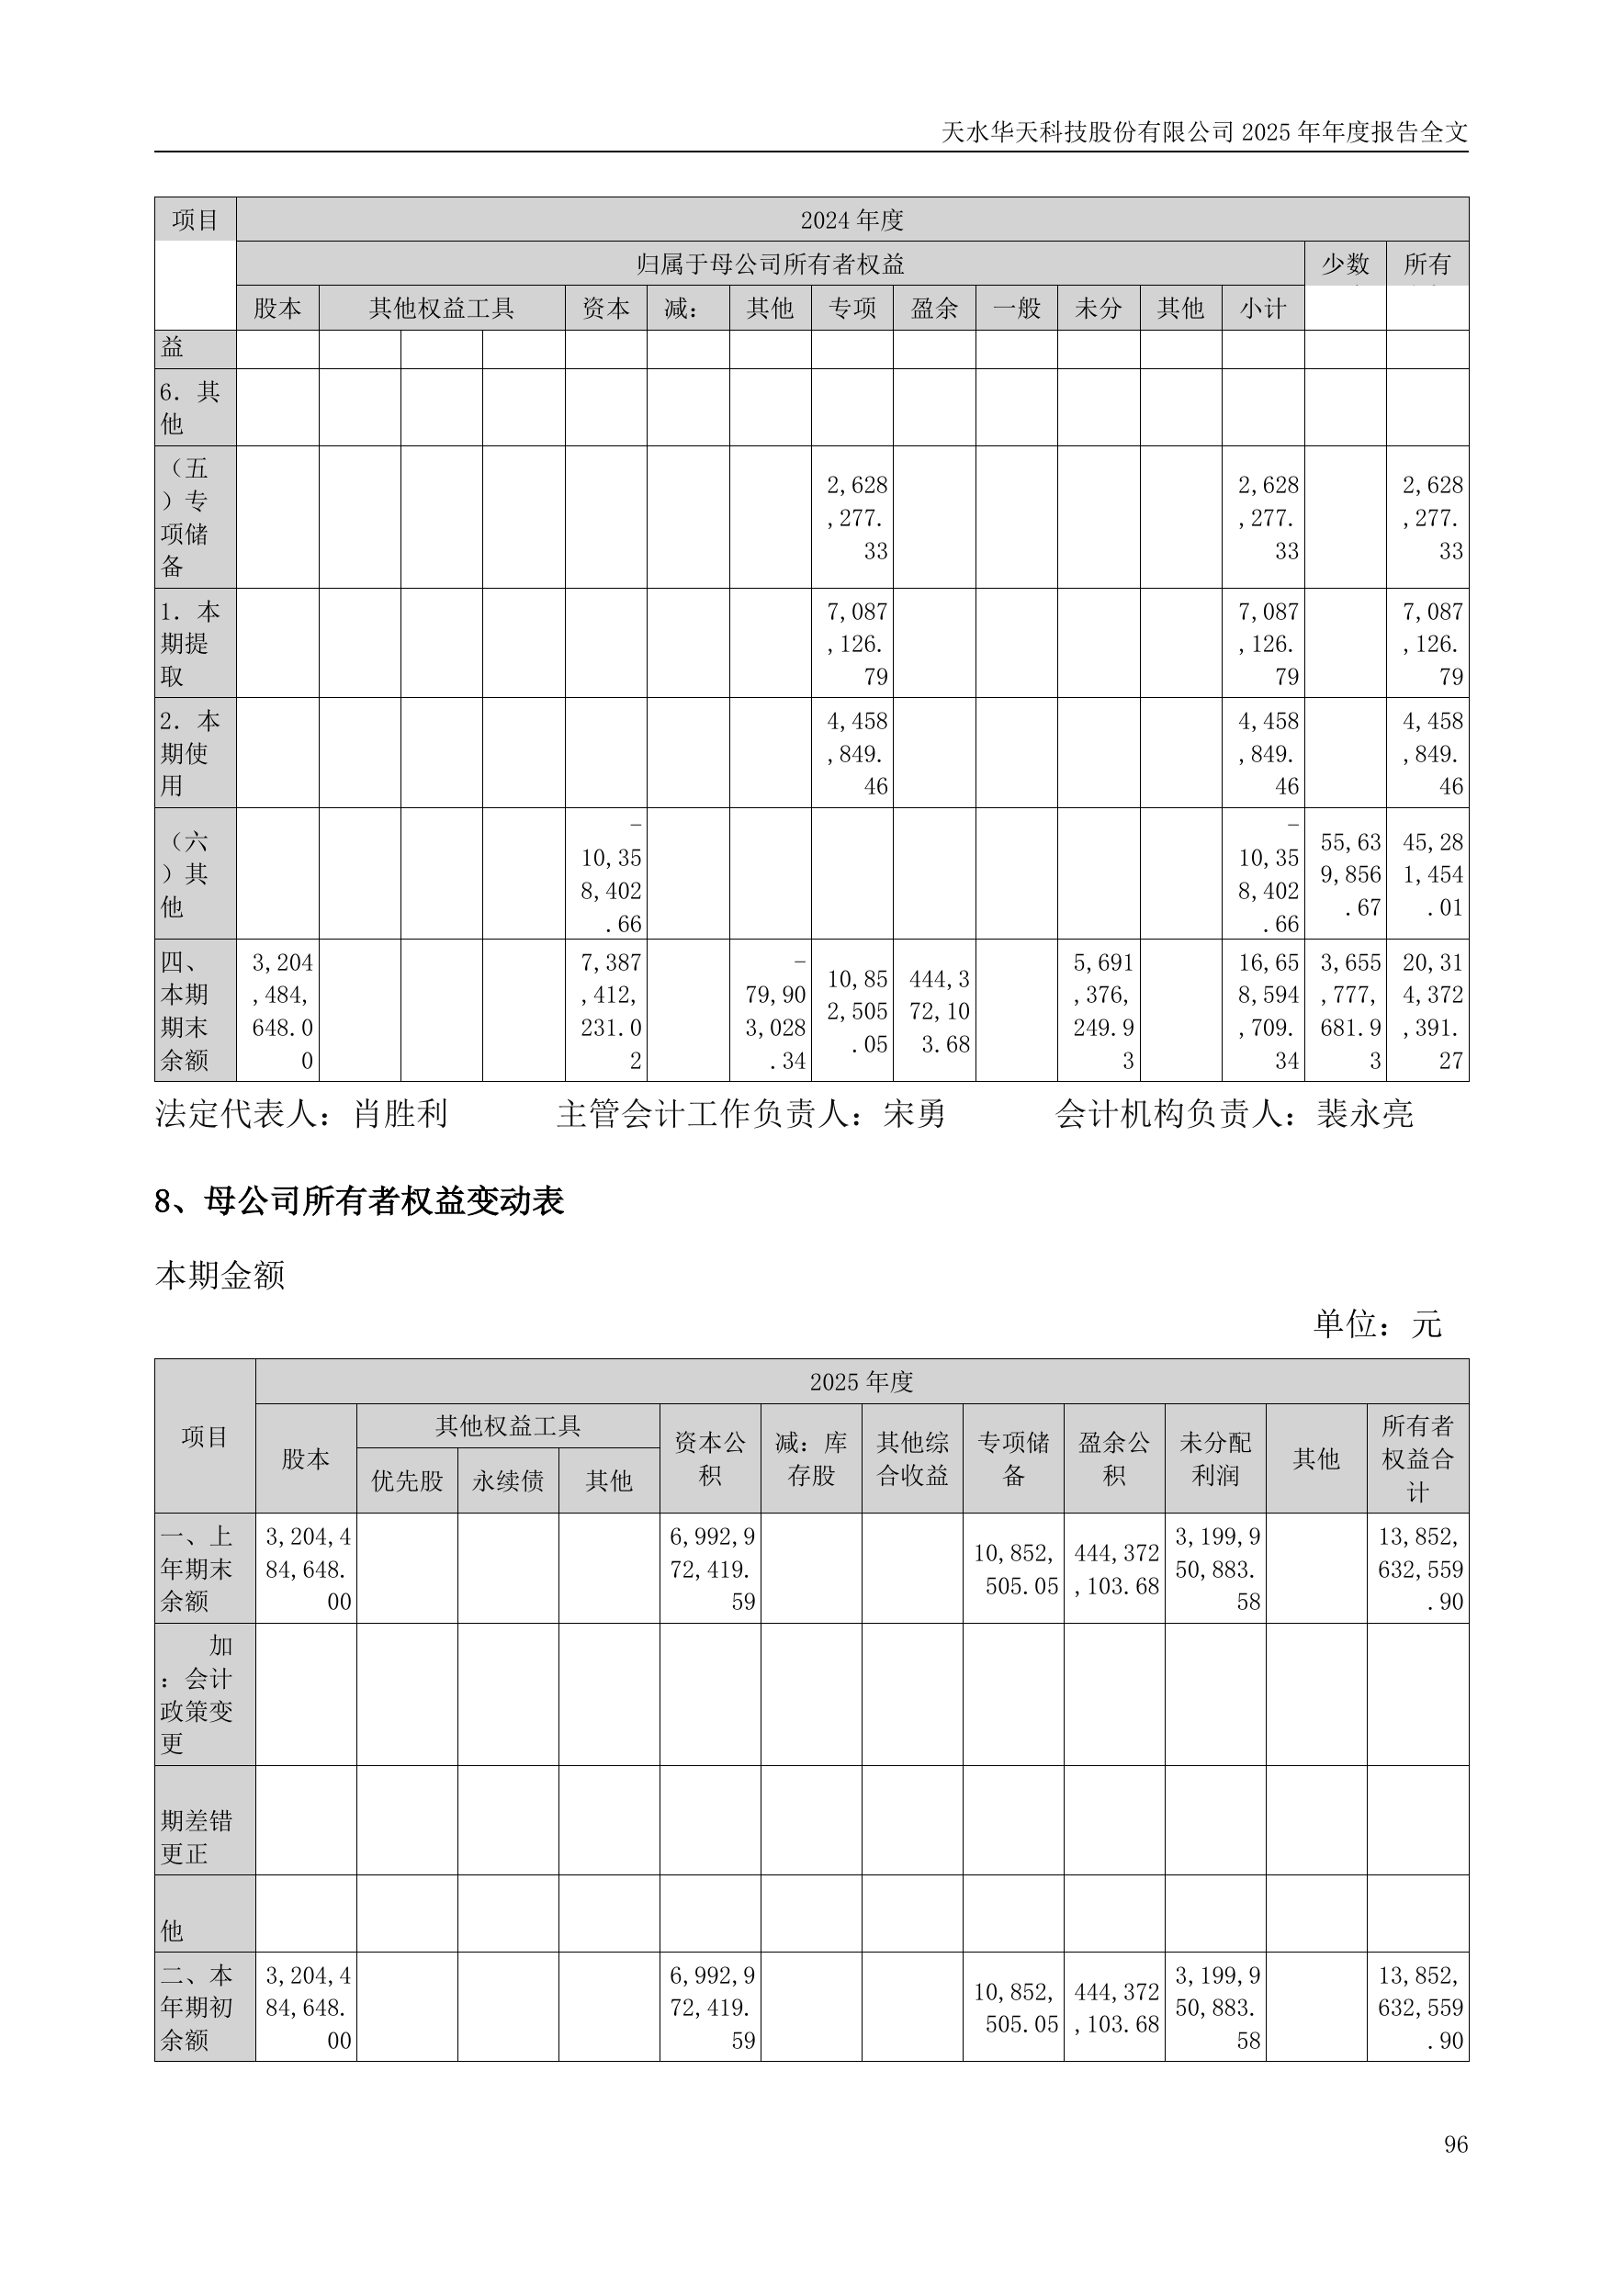 天水华天科技股份有限公司 2025 年年度报告全文
项目 2024 年度
归属于母公司所有者权益 少数 所有
股本 其他权益工具 资本 减： 其他 专项 盈余 一般 未分 其他 小计
益
6．其他
（五）专项储备 2,628,277.33 2,628,277.33 2,628,277.33
1．本期提取 7,087,126.79 7,087,126.79 7,087,126.79
2．本期使用 4,458,849.46 4,458,849.46 4,458,849.46
（六）其他 -10,358,402.66 -10,358,402.66 55,639,856.67 45,281,454.01
四、本期期末余额 3,204,484,648.00 7,387,412,231.02 -79,903,028.34 10,852,505.05 444,372,103.68 5,691,376,249.93 16,658,594,709.34 3,655,777,681.93 20,314,372,391.27
法定代表人：肖胜利 主管会计工作负责人：宋勇 会计机构负责人：裴永亮
8、母公司所有者权益变动表
本期金额
单位：元
项目 2025 年度
股本 其他权益工具 资本公积 减：库存股 其他综合收益 专项储备 盈余公积 未分配利润 其他 所有者权益合计
优先股 永续债 其他
一、上年期末余额 3,204,484,648.00 6,992,972,419.59 10,852,505.05 444,372,103.68 3,199,950,883.58 13,852,632,559.90
加：会计政策变更
期差错更正
他
二、本年期初余额 3,204,484,648.00 6,992,972,419.59 10,852,505.05 444,372,103.68 3,199,950,883.58 13,852,632,559.90
96